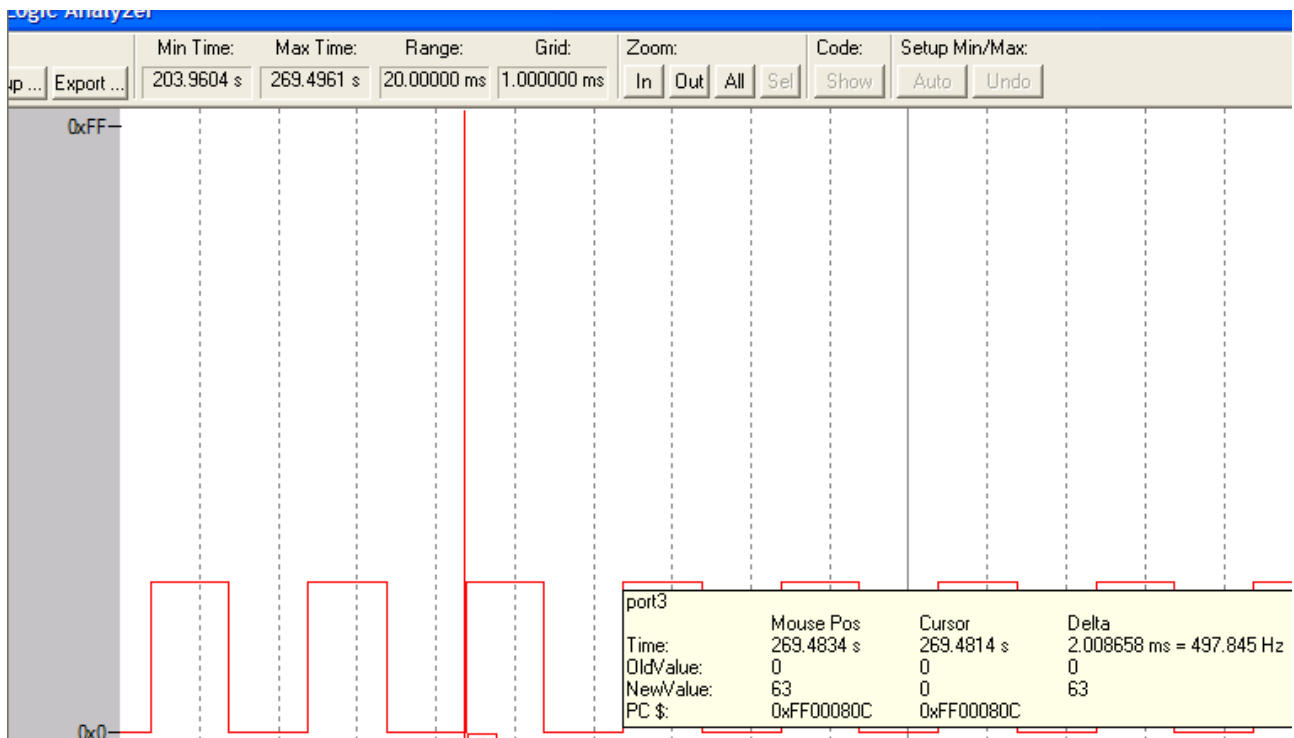 Logic Analyzer
Min Time: Max Time: Range: Grid: Zoom: Code: Setup Min/Max:
up ... Export ... 203.9604 s 269.4961 s 20.00000 ms 1.000000 ms In Out All Sel Show Auto Undo
0xFF
port3
Mouse Pos Cursor Delta
Time: 269.4834 s 269.4814 s 2.008658 ms = 497.845 Hz
OldValue: 0 0 0
NewValue: 63 0 63
PC $: 0xFF00080C 0xFF00080C
0x0